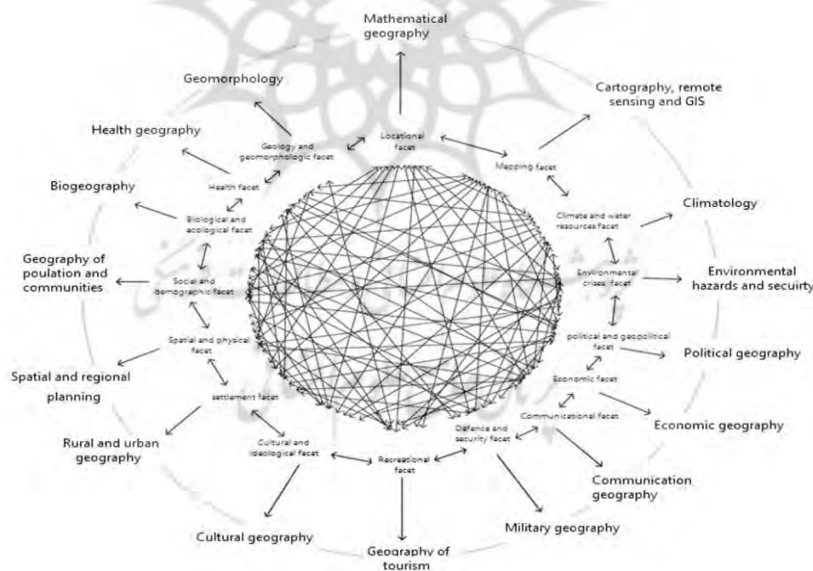 Mathematical
geography
Geomorphology
Cartography, remote
sensing and GIS
Health geography
Locational
facet
Geology and
geomorphologic facet
Mapping facet
Biogeography
Health facet
Climatology
Biological and
acological facet
Climate and water
resources facet
Geography of
poulation and
communities
Social and
demographic facet
Environmental
crises facet
Environmental
hazards and secuirty
Spatial and physical
facet
political and geopolitical
facet
Political geography
Spatial and regional
planning
Economic facet
settlement facet
Communicational facet
Economic geography
Rural and urban
geography
Cultural and
ideological facet
Defence and
security facet
Recreational
facet
Communication
geography
Cultural geography
Military geography
Geography of
tourism